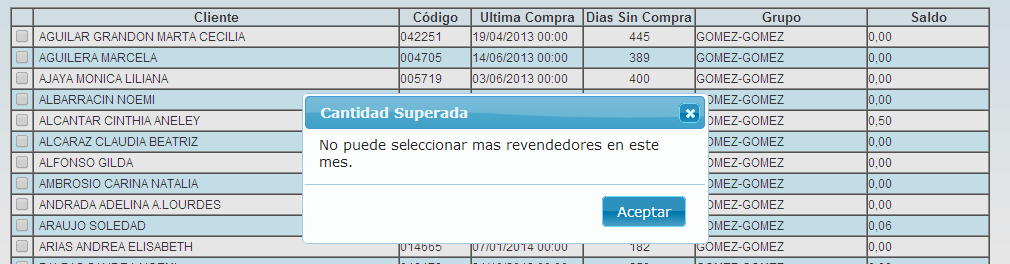 Cliente Código Ultima Compra Dias Sin Compra Grupo Saldo
AGUILAR GRANDON MARTA CECILIA 042251 19/04/2013 00:00 445 GOMEZ-GOMEZ 0,00
AGUILERA MARCELA 004705 14/06/2013 00:00 389 GOMEZ-GOMEZ 0,00
AJAYA MONICA LILIANA 005719 03/06/2013 00:00 400 GOMEZ-GOMEZ 0,00
ALBARRACIN NOEMI GOMEZ-GOMEZ 0,00
ALCANTAR CINTHIA ANELEY GOMEZ-GOMEZ 0,50
ALCARAZ CLAUDIA BEATRIZ GOMEZ-GOMEZ 0,00
ALFONSO GILDA GOMEZ-GOMEZ 0,00
AMBROSIO CARINA NATALIA GOMEZ-GOMEZ 0,00
ANDRADA ADELINA A.LOURDES GOMEZ-GOMEZ 0,00
ARAUJO SOLEDAD GOMEZ-GOMEZ 0,06
ARIAS ANDREA ELISABETH 014665 07/01/2014 00:00 182 GOMEZ-GOMEZ 0,00
Cantidad Superada
No puede seleccionar mas revendedores en este
mes.
Aceptar